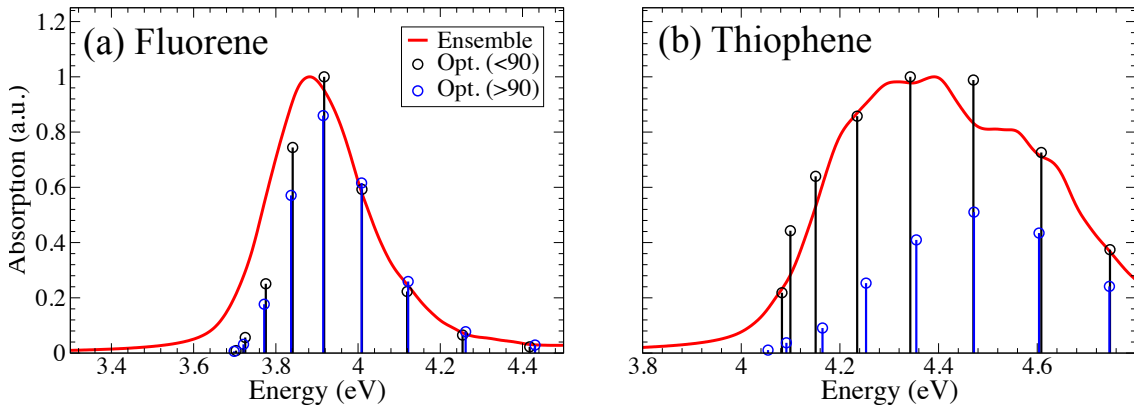 (a) Fluorene
Ensemble
Opt. (<90)
Opt. (>90)
1.2
1
0.8
0.6
0.4
0.2
0
Absorption (a.u.)
3.4 3.6 3.8 4 4.2 4.4
Energy (eV)
(b) Thiophene
3.8 4 4.2 4.4 4.6
Energy (eV)